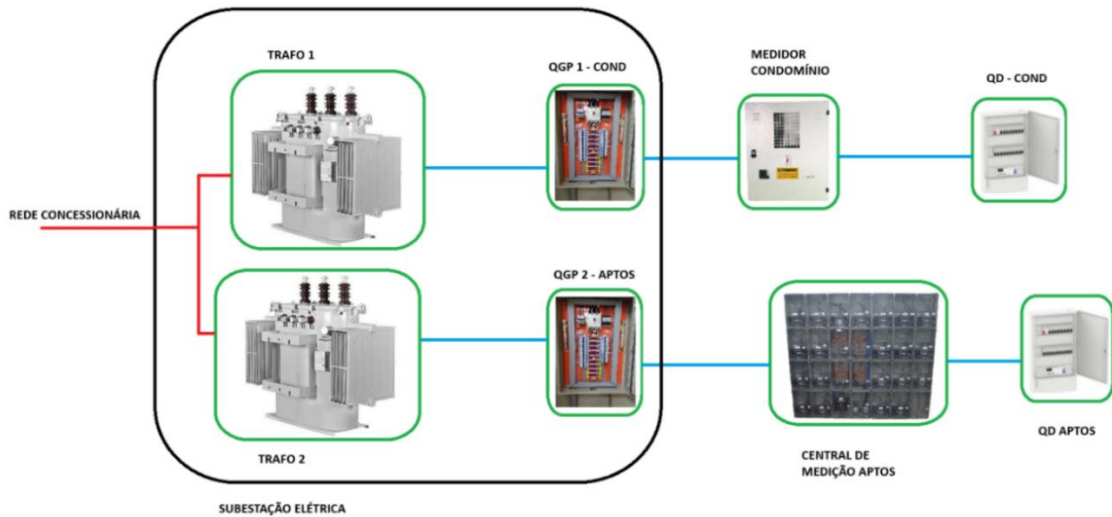 TRAFO 1
QGP 1 - COND
MEDIDOR
CONDOMÍNIO
QD - COND
REDE CONCESSIONÁRIA
QGP 2 - APTOS
TRAFO 2
CENTRAL DE
MEDIÇÃO APTOS
QD APTOS
SUBESTAÇÃO ELÉTRICA